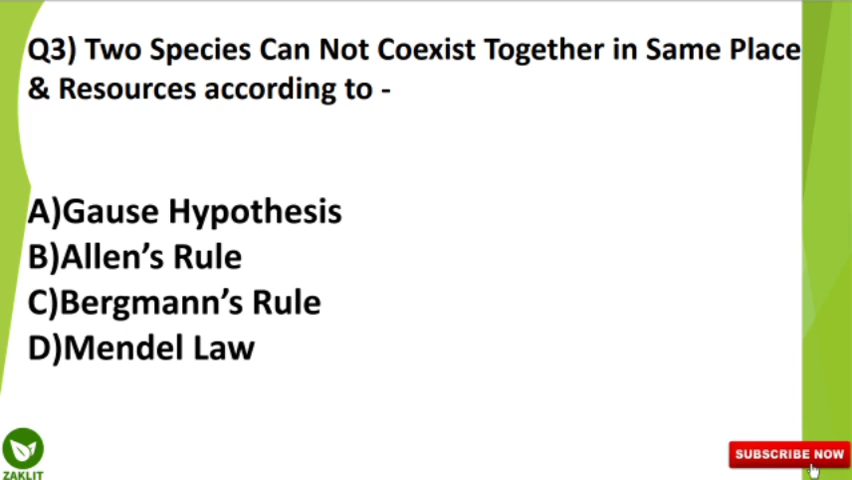 Q3) Two Species Can Not Coexist Together in Same Place
& Resources according to -
A)Gause Hypothesis
B)Allen’s Rule
C)Bergmann’s Rule
D)Mendel Law
ZAKLIT
SUBSCRIBE NOW